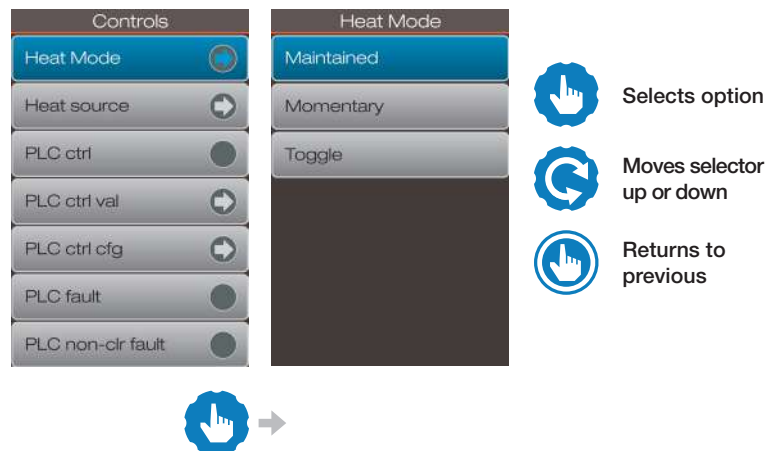 Controls
Heat Mode
Heat source
PLC ctrl
PLC ctrl val
PLC ctrl cfg
PLC fault
PLC non-clr fault
Heat Mode
Maintained
Momentary
Toggle
Selects option
Moves selector
up or down
Returns to
previous